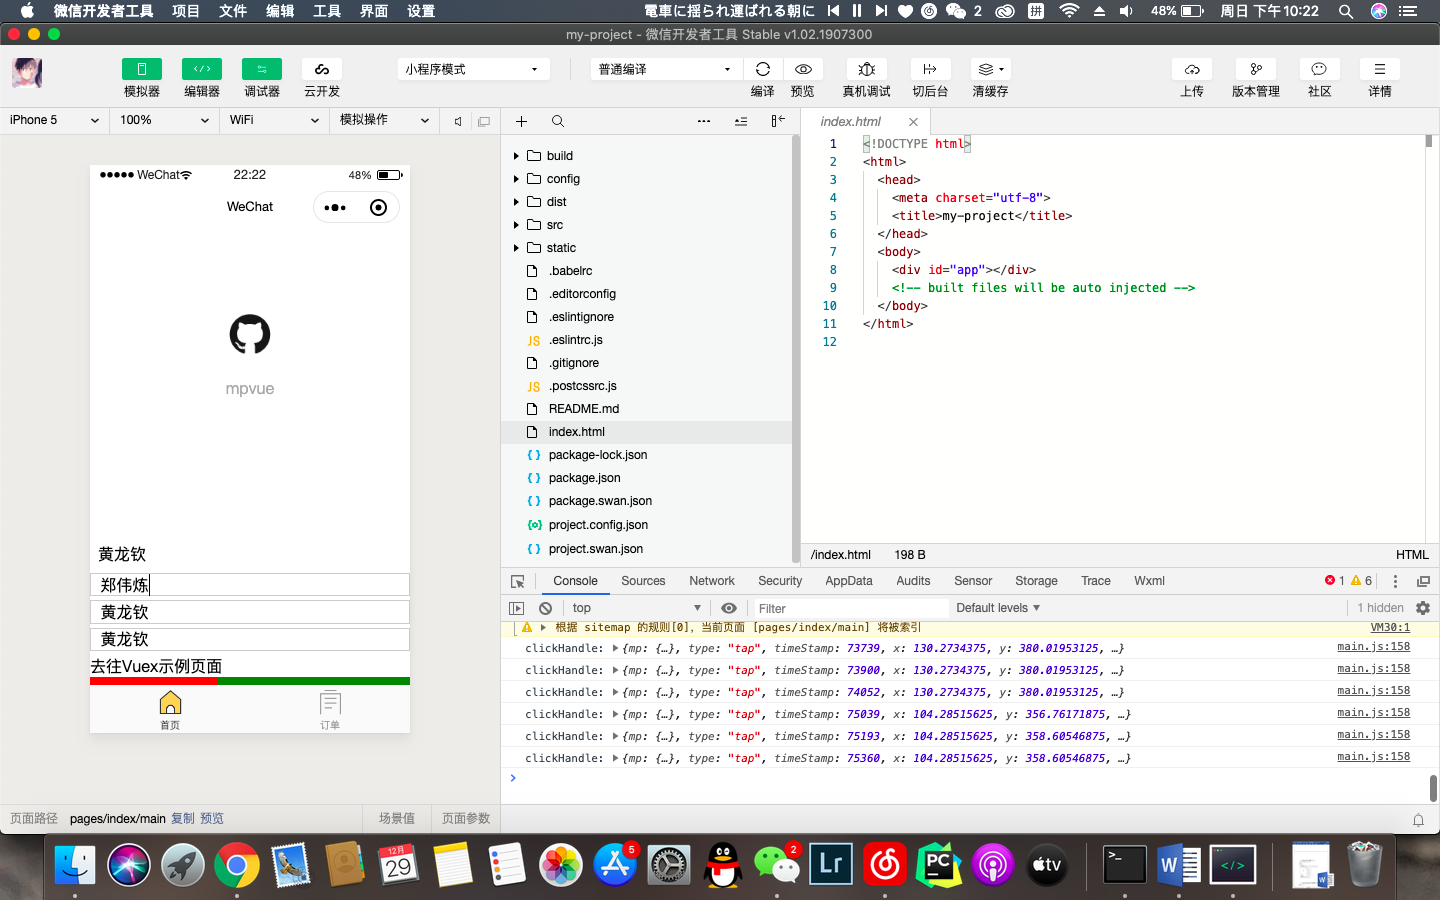 微信开发者工具 项目 文件 编辑 工具 界面 设置 電車に揺られ運ばれる朝に 2 拼 48% 周日 下午10:22
my-project - 微信开发者工具 Stable v1.02.1907300
模拟器 编辑器 调试器 云开发 小程序模式 普通编译 编译 预览 真机调试 切后台 清缓存 上传 版本管理 社区 详情
iPhone 5 100% WiFi 模拟操作
WeChat 22:22 48%
WeChat
mpvue
黄龙钦
郑伟炼
黄龙钦
黄龙钦
去往Vuex示例页面
首页 订单
页面路径 pages/index/main 复制 预览 场景值 页面参数
build
config
dist
src
static
.babelrc
.editorconfig
.eslintignore
JS .eslintrc.js
.gitignore
JS .postcssrc.js
README.md
index.html
{ } package-lock.json
{ } package.json
{ } package.swan.json
{o} project.config.json
{ } project.swan.json
index.html
1 <!DOCTYPE html>
2 <html>
3 <head>
4 <meta charset="utf-8">
5 <title>my-project</title>
6 </head>
7 <body>
8 <div id="app"></div>
9 <!-- built files will be auto injected -->
10 </body>
11 </html>
12
/index.html 198 B HTML
Console Sources Network Security AppData Audits Sensor Storage Trace Wxml 1 6
top Filter Default levels 1 hidden
根据 sitemap 的规则[0]，当前页面 [pages/index/main] 将被索引 VM30:1
clickHandle: {mp: {…}, type: "tap", timeStamp: 73739, x: 130.2734375, y: 380.01953125, …} main.js:158
clickHandle: {mp: {…}, type: "tap", timeStamp: 73900, x: 130.2734375, y: 380.01953125, …} main.js:158
clickHandle: {mp: {…}, type: "tap", timeStamp: 74052, x: 130.2734375, y: 380.01953125, …} main.js:158
clickHandle: {mp: {…}, type: "tap", timeStamp: 75039, x: 104.28515625, y: 356.76171875, …} main.js:158
clickHandle: {mp: {…}, type: "tap", timeStamp: 75193, x: 104.28515625, y: 358.60546875, …} main.js:158
clickHandle: {mp: {…}, type: "tap", timeStamp: 75360, x: 104.28515625, y: 358.60546875, …} main.js:158
>
12月 29 5 2 Lr PC tv >_ W </> W